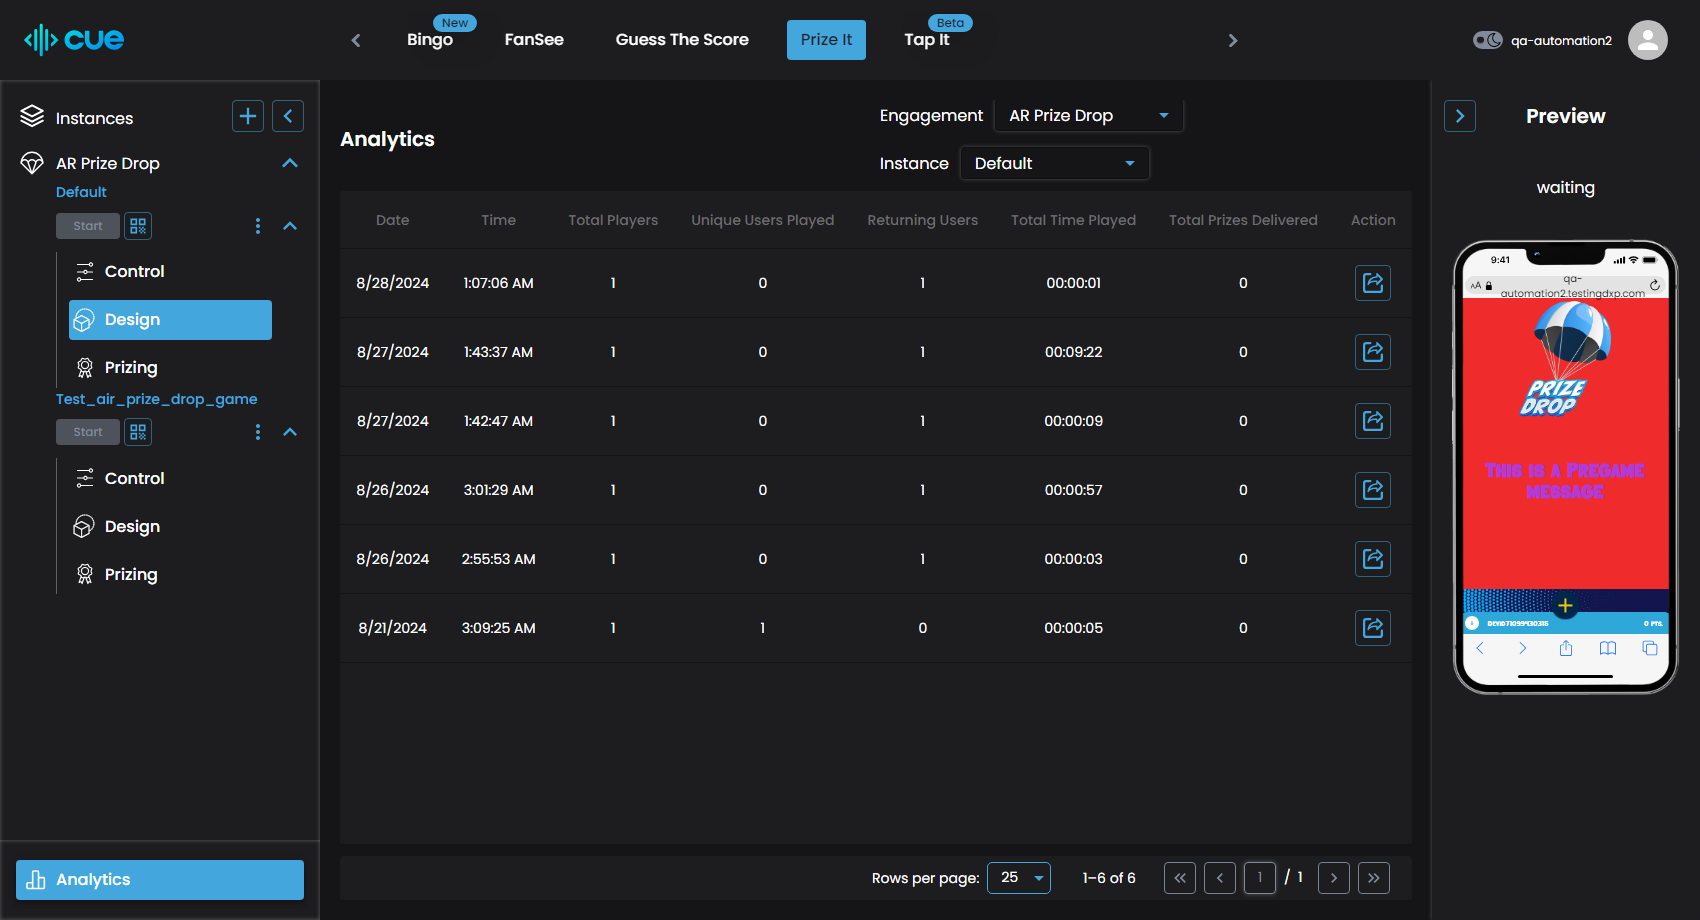 cue
New
Beta
Bingo FanSee Guess The Score Prize It Tap It
qa-automation2
Instances
AR Prize Drop
Default
Start
Control
Design
Prizing
Test_air_prize_drop_game
Start
Control
Design
Prizing
Analytics
Analytics
Engagement AR Prize Drop
Instance Default
Date Time Total Players Unique Users Played Returning Users Total Time Played Total Prizes Delivered Action
8/28/2024 1:07:06 AM 1 0 1 00:00:01 0
8/27/2024 1:43:37 AM 1 0 1 00:09:22 0
8/27/2024 1:42:47 AM 1 0 1 00:00:09 0
8/26/2024 3:01:29 AM 1 0 1 00:00:57 0
8/26/2024 2:55:53 AM 1 0 1 00:00:03 0
8/21/2024 3:09:25 AM 1 1 0 00:00:05 0
Rows per page: 25 1–6 of 6 1 / 1
Preview
waiting
9:41
AA
qa-
automation2.testingdxp.com
PRIZE
DROP
THIS IS A PREGAME
MESSAGE
0 PTS.